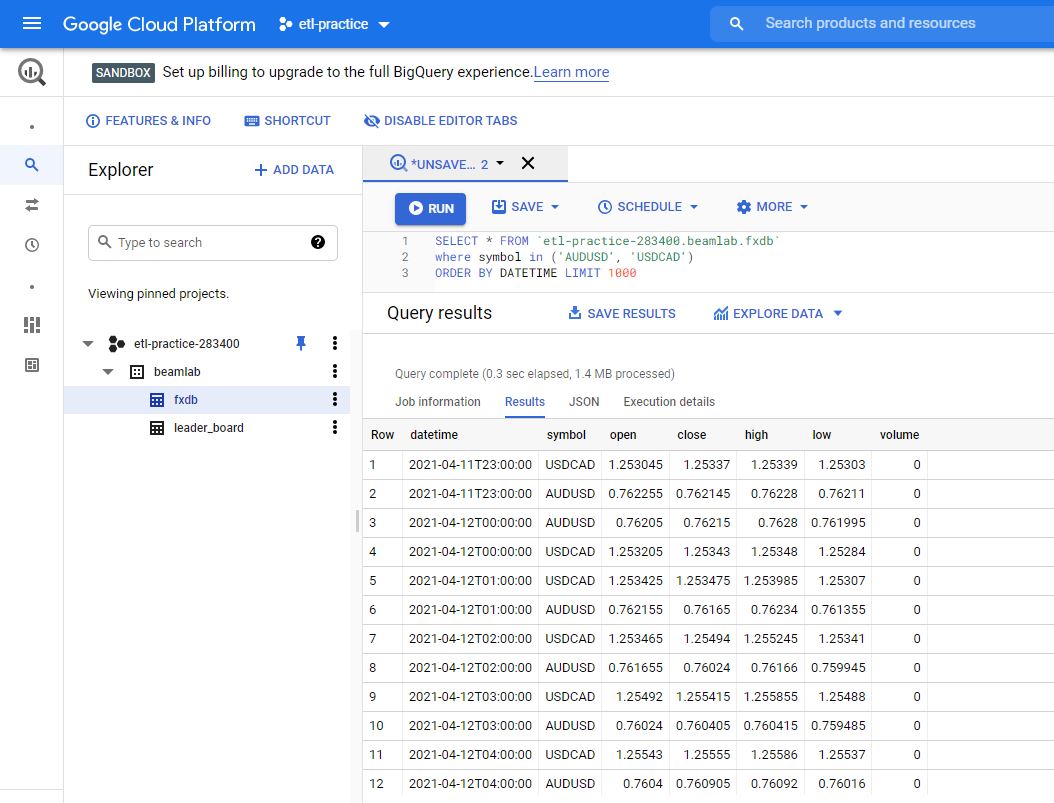 Google Cloud Platform etl-practice Search products and resources
SANDBOX Set up billing to upgrade to the full BigQuery experience. Learn more
FEATURES & INFO SHORTCUT DISABLE EDITOR TABS
Explorer + ADD DATA
*UNSAVE... 2
RUN SAVE SCHEDULE MORE
Type to search
1 SELECT * FROM `etl-practice-283400.beamlab.fxdb`
2 where symbol in ('AUDUSD', 'USDCAD')
3 ORDER BY DATETIME LIMIT 1000
Viewing pinned projects.
etl-practice-283400
beamlab
fxdb
leader_board
Query results SAVE RESULTS EXPLORE DATA
Query complete (0.3 sec elapsed, 1.4 MB processed)
Job information Results JSON Execution details
Row datetime symbol open close high low volume
1 2021-04-11T23:00:00 USDCAD 1.253045 1.25337 1.25339 1.25303 0
2 2021-04-11T23:00:00 AUDUSD 0.762255 0.762145 0.76228 0.76211 0
3 2021-04-12T00:00:00 AUDUSD 0.76205 0.76215 0.7628 0.761995 0
4 2021-04-12T00:00:00 USDCAD 1.253205 1.25343 1.25348 1.25284 0
5 2021-04-12T01:00:00 USDCAD 1.253425 1.253475 1.253985 1.25307 0
6 2021-04-12T01:00:00 AUDUSD 0.762155 0.76165 0.76234 0.761355 0
7 2021-04-12T02:00:00 USDCAD 1.253465 1.25494 1.255245 1.25341 0
8 2021-04-12T02:00:00 AUDUSD 0.761655 0.76024 0.76166 0.759945 0
9 2021-04-12T03:00:00 USDCAD 1.25492 1.255415 1.255855 1.25488 0
10 2021-04-12T03:00:00 AUDUSD 0.76024 0.760405 0.760415 0.759485 0
11 2021-04-12T04:00:00 USDCAD 1.25543 1.25555 1.25586 1.25537 0
12 2021-04-12T04:00:00 AUDUSD 0.7604 0.760905 0.76092 0.76016 0